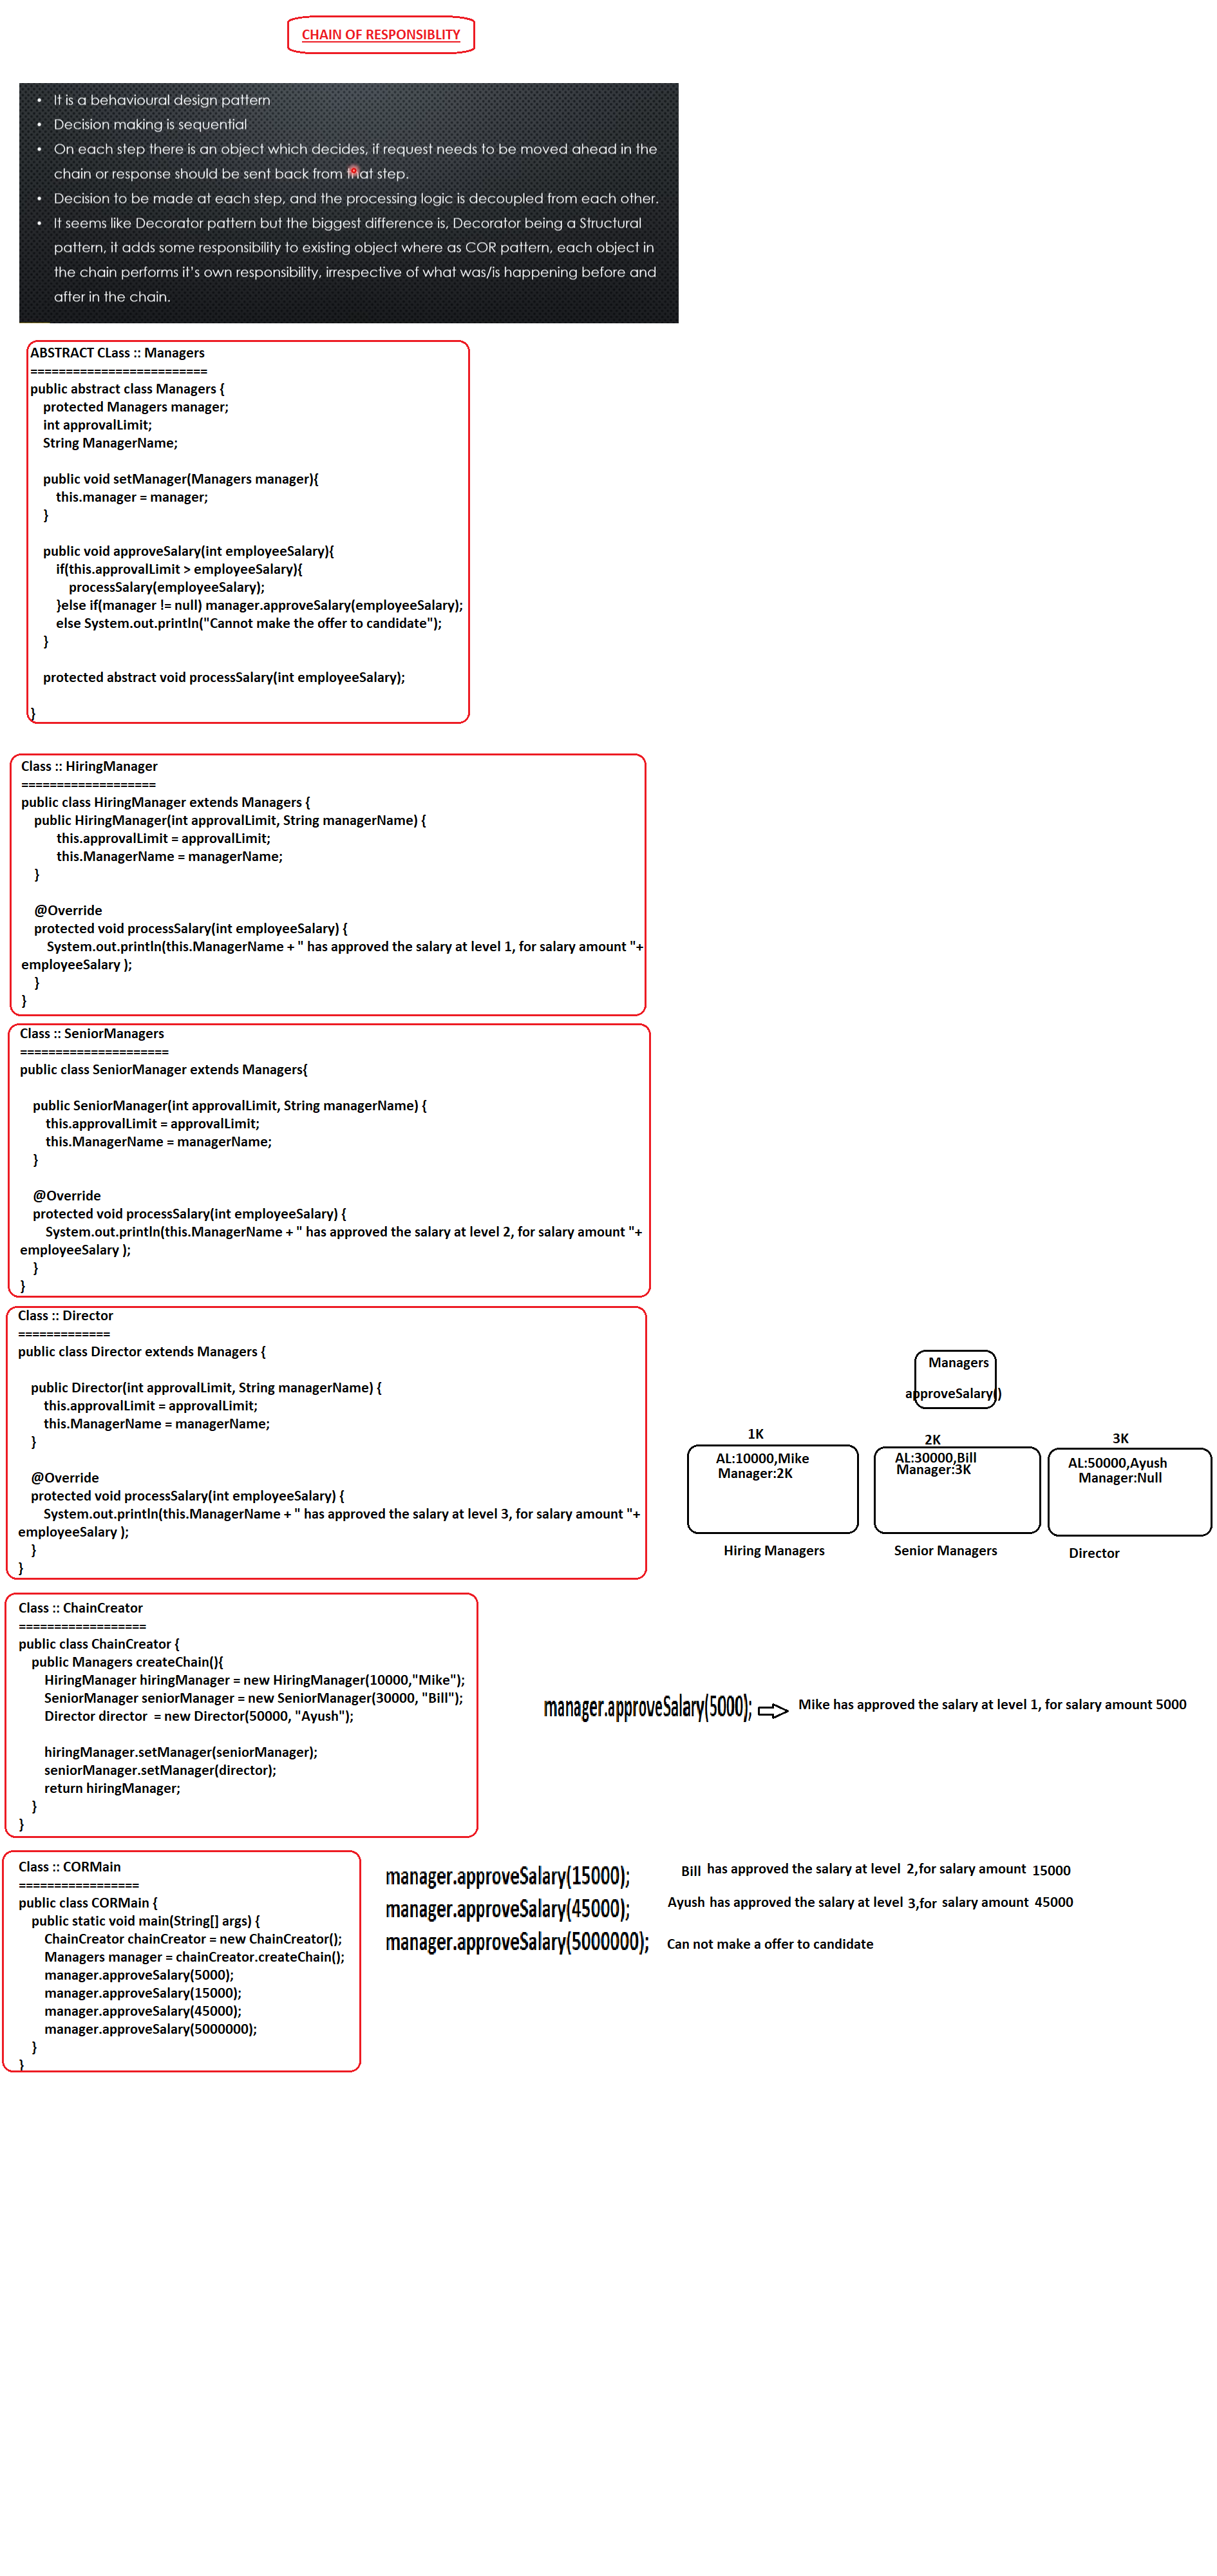 CHAIN OF RESPONSIBLITY
• It is a behavioural design pattern
• Decision making is sequential
• On each step there is an object which decides, if request needs to be moved ahead in the
chain or response should be sent back from that step.
• Decision to be made at each step, and the processing logic is decoupled from each other.
• It seems like Decorator pattern but the biggest difference is, Decorator being a Structural
pattern, it adds some responsibility to existing object where as COR pattern, each object in
the chain performs it's own responsibility, irrespective of what was/is happening before and
after in the chain.
ABSTRACT CLass :: Managers
=========================
public abstract class Managers {
protected Managers manager;
int approvalLimit;
String ManagerName;
public void setManager(Managers manager){
this.manager = manager;
}
public void approveSalary(int employeeSalary){
if(this.approvalLimit > employeeSalary){
processSalary(employeeSalary);
}else if(manager != null) manager.approveSalary(employeeSalary);
else System.out.println("Cannot make the offer to candidate");
}
protected abstract void processSalary(int employeeSalary);
}
Class :: HiringManager
===================
public class HiringManager extends Managers {
public HiringManager(int approvalLimit, String managerName) {
this.approvalLimit = approvalLimit;
this.ManagerName = managerName;
}
@Override
protected void processSalary(int employeeSalary) {
System.out.println(this.ManagerName + " has approved the salary at level 1, for salary amount "+
employeeSalary );
}
}
Class :: SeniorManagers
=====================
public class SeniorManager extends Managers{
public SeniorManager(int approvalLimit, String managerName) {
this.approvalLimit = approvalLimit;
this.ManagerName = managerName;
}
@Override
protected void processSalary(int employeeSalary) {
System.out.println(this.ManagerName + " has approved the salary at level 2, for salary amount "+
employeeSalary );
}
}
Class :: Director
=============
public class Director extends Managers {
public Director(int approvalLimit, String managerName) {
this.approvalLimit = approvalLimit;
this.ManagerName = managerName;
}
@Override
protected void processSalary(int employeeSalary) {
System.out.println(this.ManagerName + " has approved the salary at level 3, for salary amount "+
employeeSalary );
}
}
Managers
approveSalary()
1K
2K
3K
AL:10000,Mike
Manager:2K
AL:30000,Bill
Manager:3K
AL:50000,Ayush
Manager:Null
Hiring Managers
Senior Managers
Director
Class :: ChainCreator
==================
public class ChainCreator {
public Managers createChain(){
HiringManager hiringManager = new HiringManager(10000,"Mike");
SeniorManager seniorManager = new SeniorManager(30000, "Bill");
Director director  = new Director(50000, "Ayush");
hiringManager.setManager(seniorManager);
seniorManager.setManager(director);
return hiringManager;
}
}
manager.approveSalary(5000);
Mike has approved the salary at level 1, for salary amount 5000
Class :: CORMain
=================
public class CORMain {
public static void main(String[] args) {
ChainCreator chainCreator = new ChainCreator();
Managers manager = chainCreator.createChain();
manager.approveSalary(5000);
manager.approveSalary(15000);
manager.approveSalary(45000);
manager.approveSalary(5000000);
}
}
manager.approveSalary(15000);
Bill has approved the salary at level 2,for salary amount 15000
manager.approveSalary(45000);
Ayush has approved the salary at level 3,for salary amount 45000
manager.approveSalary(5000000);
Can not make a offer to candidate